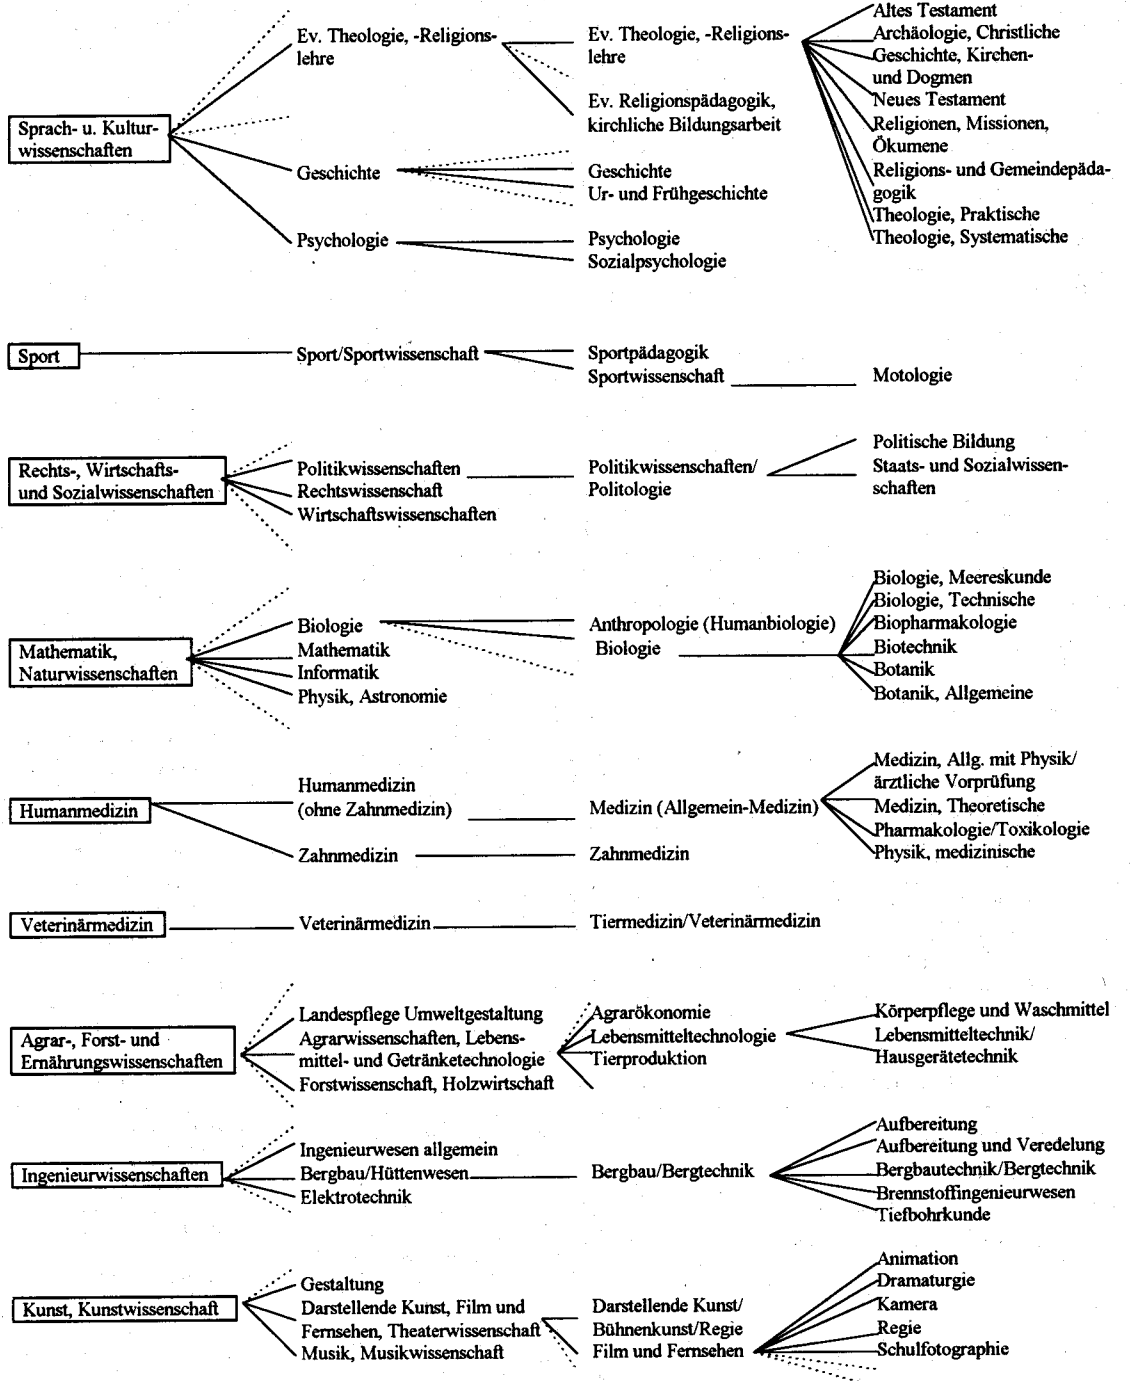 Sprach- u. Kultur-
wissenschaften
Ev. Theologie, -Religions-
lehre
Geschichte
Psychologie
Ev. Theologie, -Religions-
lehre
Ev. Religionspädagogik,
kirchliche Bildungsarbeit
Geschichte
Ur- und Frühgeschichte
Psychologie
Sozialpsychologie
Altes Testament
Archäologie, Christliche
Geschichte, Kirchen-
und Dogmen
Neues Testament
Religionen, Missionen,
Ökumene
Religions- und Gemeindepäda-
gogik
Theologie, Praktische
Theologie, Systematische
Sport
Sport/Sportwissenschaft
Sportpädagogik
Sportwissenschaft
Motologie
Rechts-, Wirtschafts-
und Sozialwissenschaften
Politikwissenschaften
Rechtswissenschaft
Wirtschaftswissenschaften
Politikwissenschaften/
Politologie
Politische Bildung
Staats- und Sozialwissen-
schaften
Mathematik,
Naturwissenschaften
Biologie
Mathematik
Informatik
Physik, Astronomie
Anthropologie (Humanbiologie)
Biologie
Biologie, Meereskunde
Biologie, Technische
Biopharmakologie
Biotechnik
Botanik
Botanik, Allgemeine
Humanmedizin
Humanmedizin
(ohne Zahnmedizin)
Zahnmedizin
Medizin (Allgemein-Medizin)
Zahnmedizin
Medizin, Allg. mit Physik/
ärztliche Vorprüfung
Medizin, Theoretische
Pharmakologie/Toxikologie
Physik, medizinische
Veterinärmedizin
Veterinärmedizin
Tiermedizin/Veterinärmedizin
Agrar-, Forst- und
Ernährungswissenschaften
Landespflege Umweltgestaltung
Agrarwissenschaften, Lebens-
mittel- und Getränketechnologie
Forstwissenschaft, Holzwirtschaft
Agrarökonomie
Lebensmitteltechnologie
Tierproduktion
Körperpflege und Waschmittel
Lebensmitteltechnik/
Hausgerätetechnik
Ingenieurwissenschaften
Ingenieurwesen allgemein
Bergbau/Hüttenwesen
Elektrotechnik
Bergbau/Bergtechnik
Aufbereitung
Aufbereitung und Veredelung
Bergbautechnik/Bergtechnik
Brennstoffingenieurwesen
Tiefbohrkunde
Kunst, Kunstwissenschaft
Gestaltung
Darstellende Kunst, Film und
Fernsehen, Theaterwissenschaft
Musik, Musikwissenschaft
Darstellende Kunst/
Bühnenkunst/Regie
Film und Fernsehen
Animation
Dramaturgie
Kamera
Regie
Schulfotographie